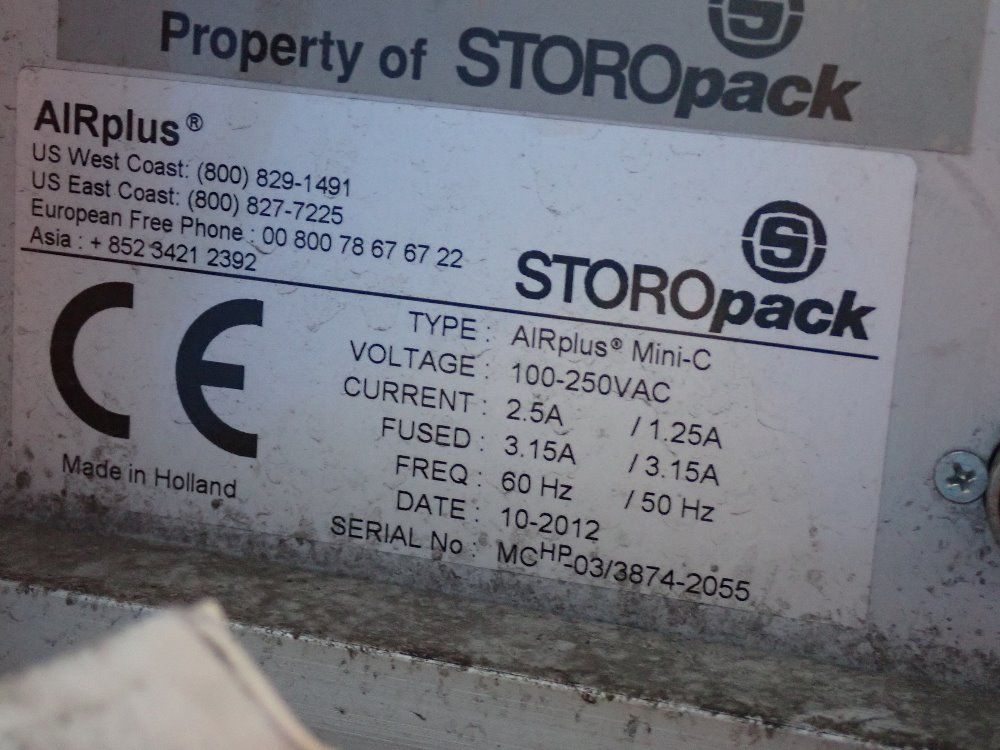 Property of STOROpack
S
AIRplus®
US West Coast: (800) 829-1491
US East Coast: (800) 827-7225
European Free Phone : 00 800 78 67 67 22
Asia : + 852 3421 2392
S
STOROpack
CE
Made in Holland
TYPE : AIRplus® Mini-C
VOLTAGE : 100-250VAC
CURRENT : 2.5A / 1.25A
FUSED : 3.15A / 3.15A
FREQ : 60 Hz / 50 Hz
DATE : 10-2012
SERIAL No : MCHP-03/3874-2055